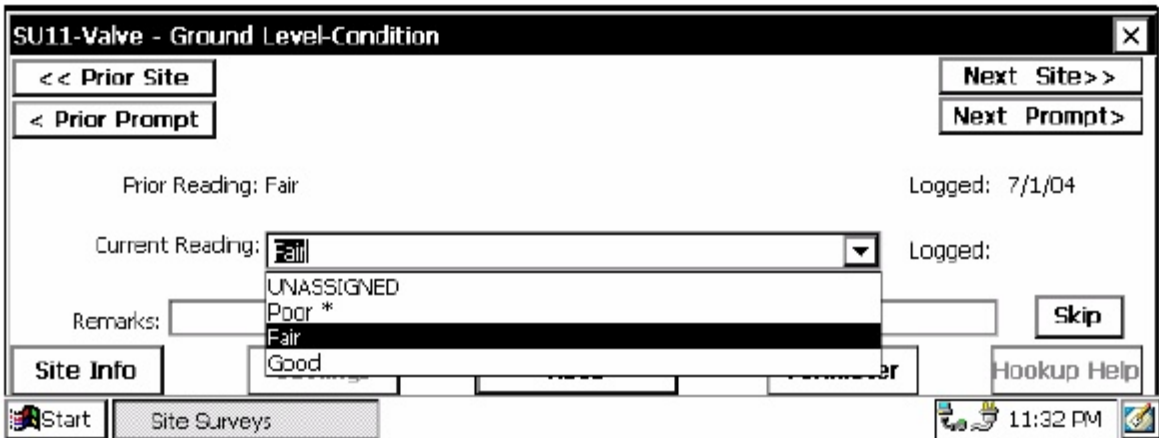 SU11-Valve - Ground Level-Condition
<< Prior Site
Next Site>>
< Prior Prompt
Next Prompt>
Prior Reading: Fair
Logged: 7/1/04
Current Reading: Fair
Logged:
UNASSIGNED
Poor *
Fair
Good
Remarks:
Skip
Site Info
Hookup Help
Start
Site Surveys
11:32 PM